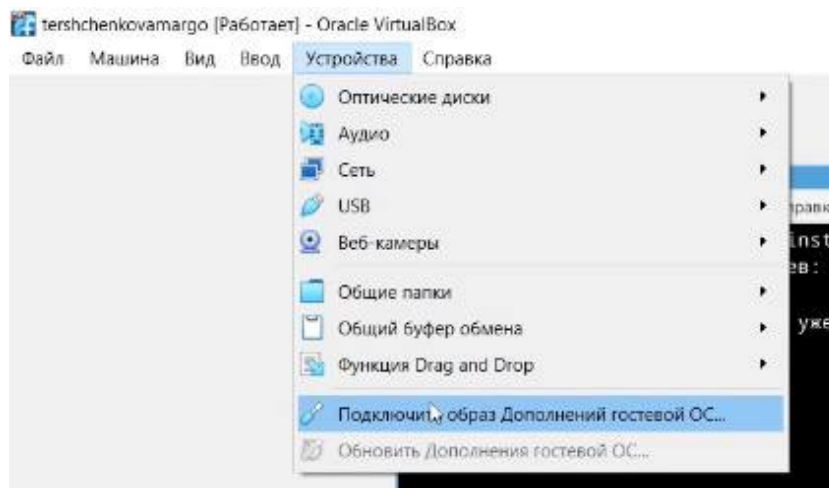 tershchenkovamargo [Работает] - Oracle VirtualBox
Файл Машина Вид Ввод Устройства Справка
Оптические диски
Аудио
Сеть
USB
Веб-камеры
Общие папки
Общий буфер обмена
Функция Drag and Drop
Подключить образ Дополнений гостевой ОС...
Обновить Дополнения гостевой ОС...
inst
уже